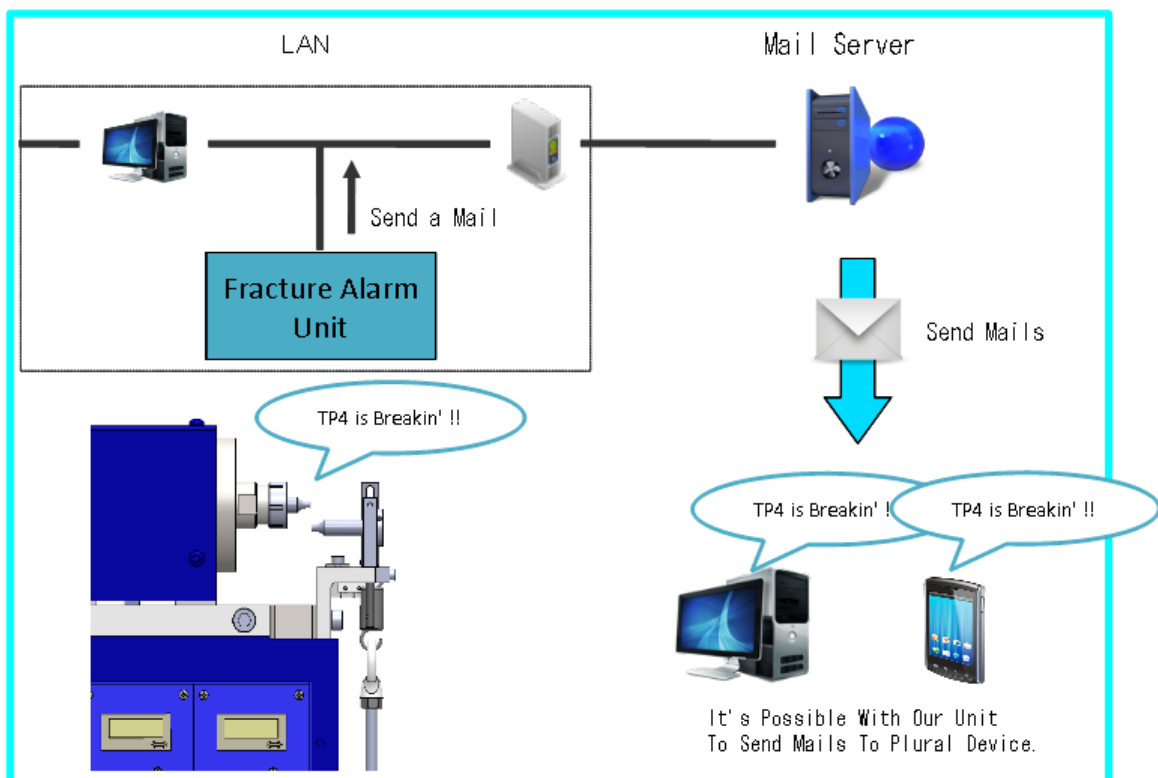 LAN
Mail Server
Send a Mail
Fracture Alarm
Unit
Send Mails
TP4 is Breakin' !!
TP4 is Breakin' !
TP4 is Breakin' !!
It's Possible With Our Unit
To Send Mails To Plural Device.